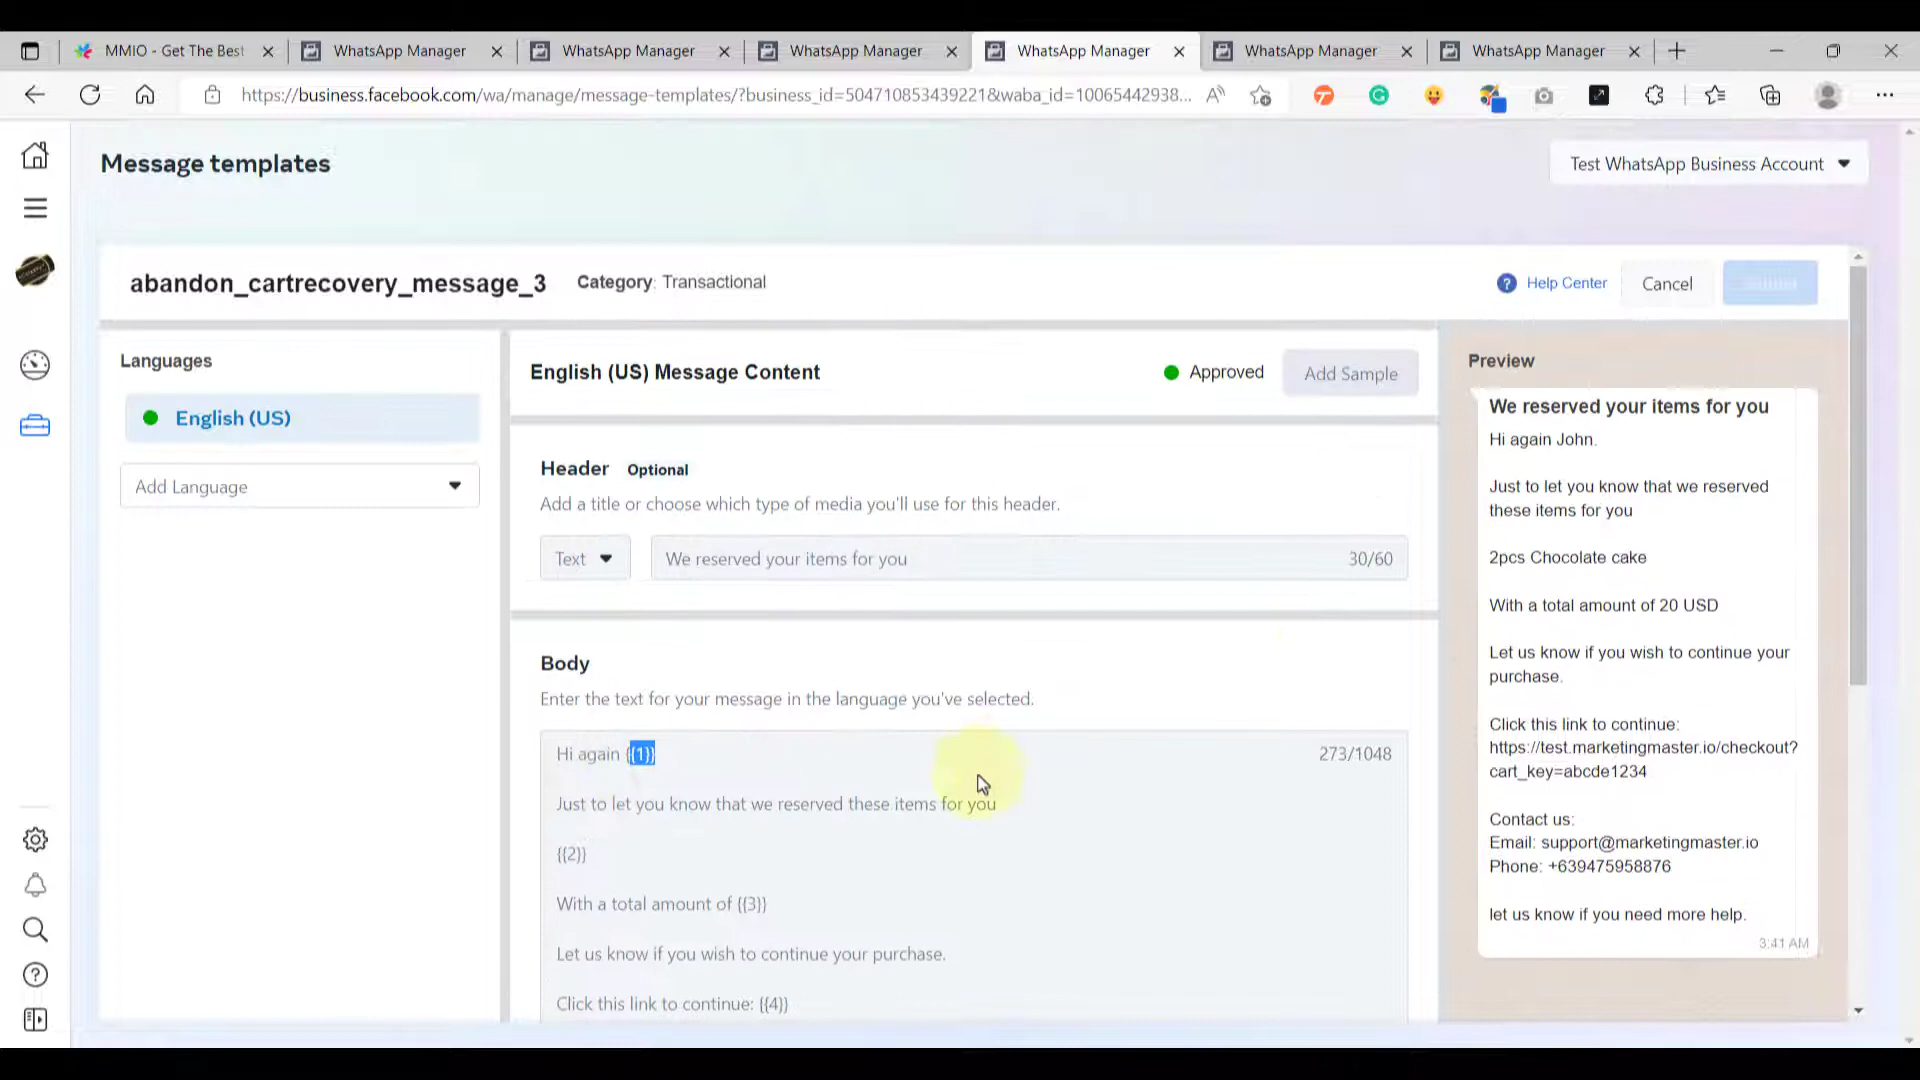 MMIO - Get The Best
WhatsApp Manager
WhatsApp Manager
WhatsApp Manager
WhatsApp Manager
WhatsApp Manager
WhatsApp Manager
https://business.facebook.com/wa/manage/message-templates/?business_id=504710853439221&waba_id=10065442938...
Message templates
Test WhatsApp Business Account
abandon_cartrecovery_message_3
Category: Transactional
Help Center
Cancel
Languages
English (US)
Add Language
English (US) Message Content
Approved
Add Sample
Header Optional
Add a title or choose which type of media you'll use for this header.
Text
We reserved your items for you
30/60
Body
Enter the text for your message in the language you've selected.
Hi again {{1}}
273/1048
Just to let you know that we reserved these items for you
{{2}}
With a total amount of {{3}}
Let us know if you wish to continue your purchase.
Click this link to continue: {{4}}
Preview
We reserved your items for you
Hi again John.
Just to let you know that we reserved
these items for you
2pcs Chocolate cake
With a total amount of 20 USD
Let us know if you wish to continue your
purchase.
Click this link to continue:
https://test.marketingmaster.io/checkout?
cart_key=abcde1234
Contact us:
Email: support@marketingmaster.io
Phone: +639475958876
let us know if you need more help.
3:41 AM